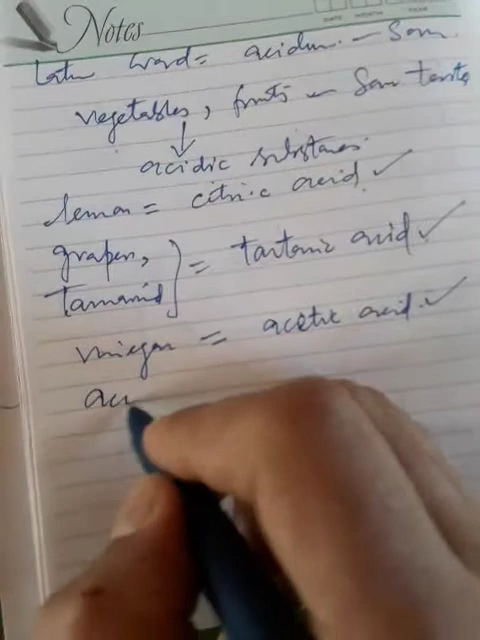 Notes
Latin word = acidus - Sour
vegetables, fruits - Sour taste
acidic substances
lemon = citric acid ✓
grapes,
Tamarind ] = tartaric acid ✓
vinegar = acetic acid ✓
aci